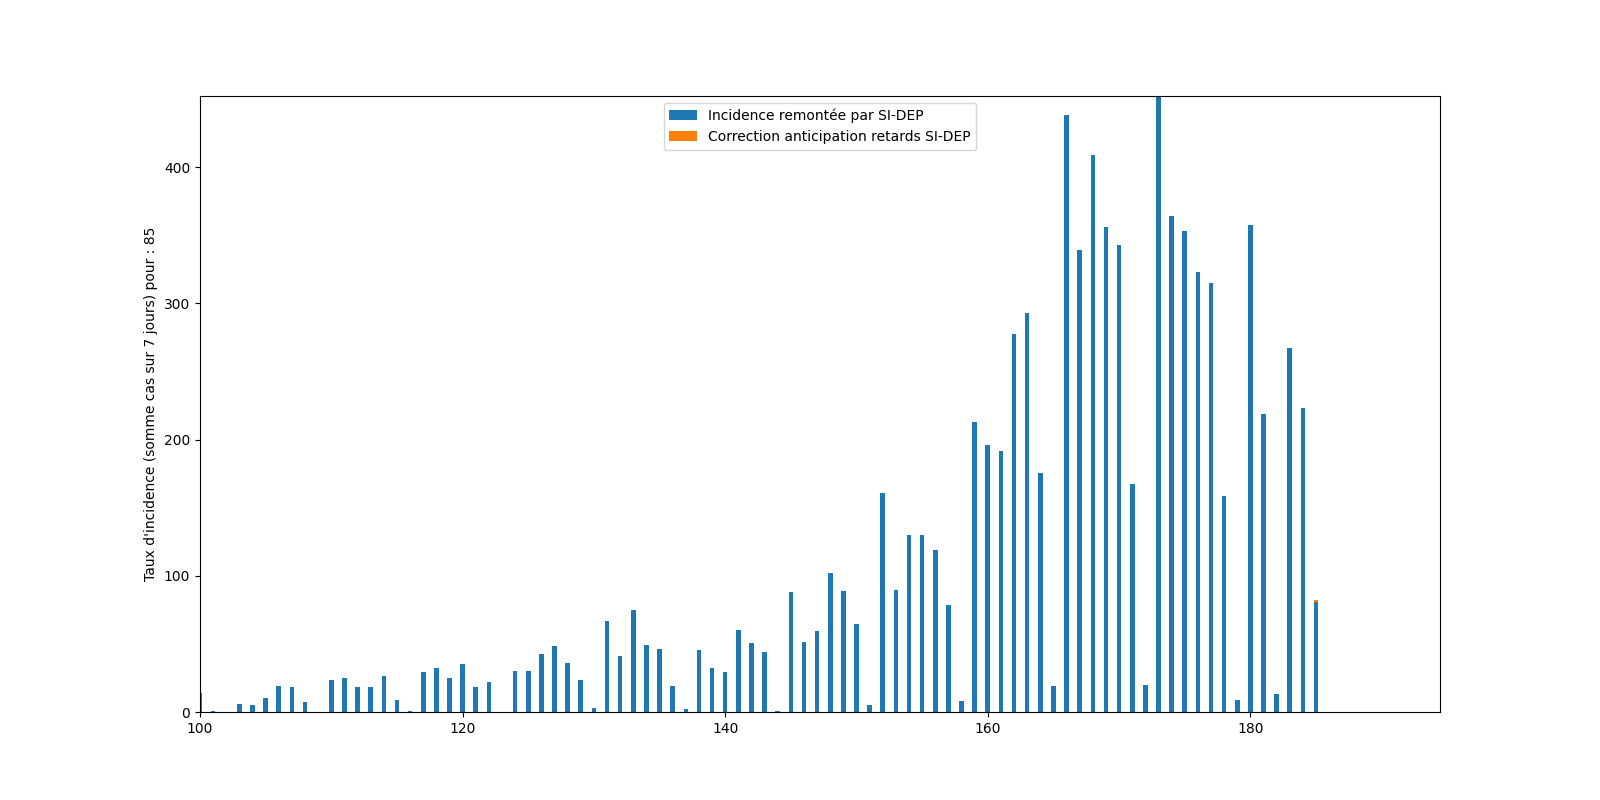 Incidence remontée par SI-DEP
Correction anticipation retards SI-DEP
Taux d'incidence (somme cas sur 7 jours) pour : 85
400
300
200
100
0
100 120 140 160 180